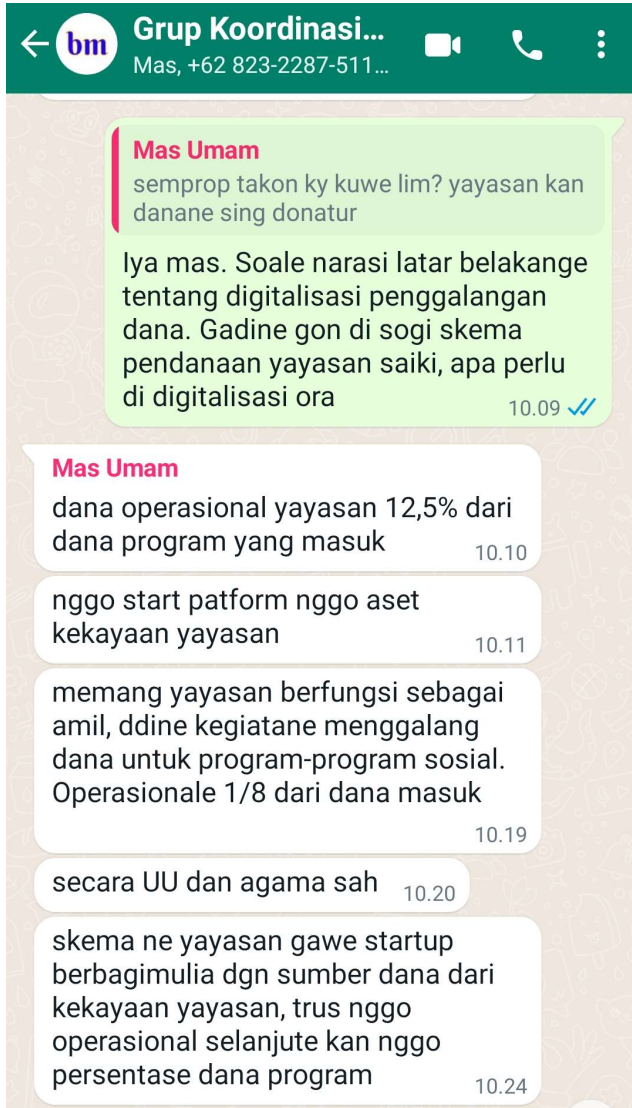 bm
Grup Koordinasi...
Mas, +62 823-2287-511...
Mas Umam
semprop takon ky kuwe lim? yayasan kan
danane sing donatur
Iya mas. Soale narasi latar belakange
tentang digitalisasi penggalangan
dana. Gadine gon di sogi skema
pendanaan yayasan saiki, apa perlu
di digitalisasi ora
10.09
Mas Umam
dana operasional yayasan 12,5% dari
dana program yang masuk
10.10
nggo start patform nggo aset
kekayaan yayasan
10.11
memang yayasan berfungsi sebagai
amil, ddine kegiatane menggalang
dana untuk program-program sosial.
Operasionale 1/8 dari dana masuk
10.19
secara UU dan agama sah
10.20
skema ne yayasan gawe startup
berbagimulia dgn sumber dana dari
kekayaan yayasan, trus nggo
operasional selanjute kan nggo
persentase dana program
10.24